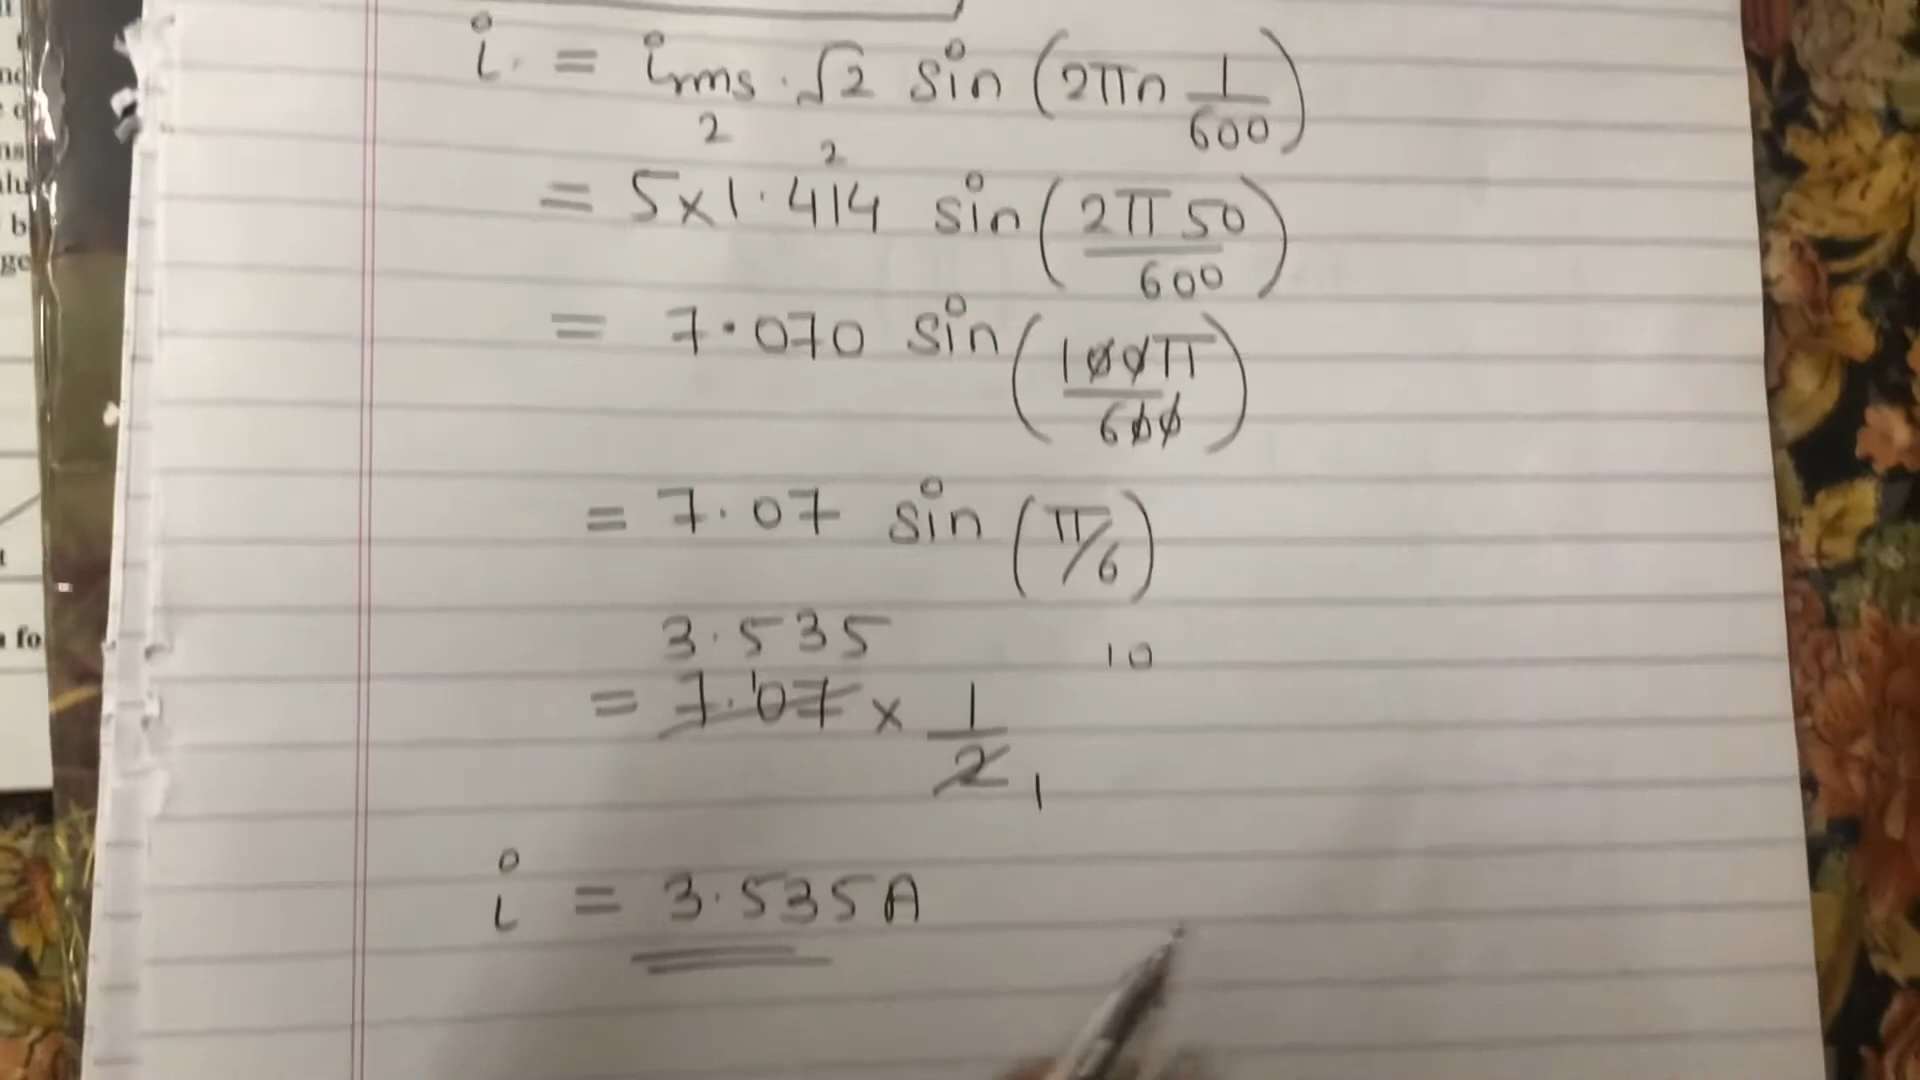 i = irms · √2 sin (2πn 1/600)
2
2
= 5×1.414 sin (2π50/600)
= 7.070 sin (100π/600)
= 7.07 sin (π/6)
3.535
10
= 7.07 × 1/2 1
i = 3.535A
fo